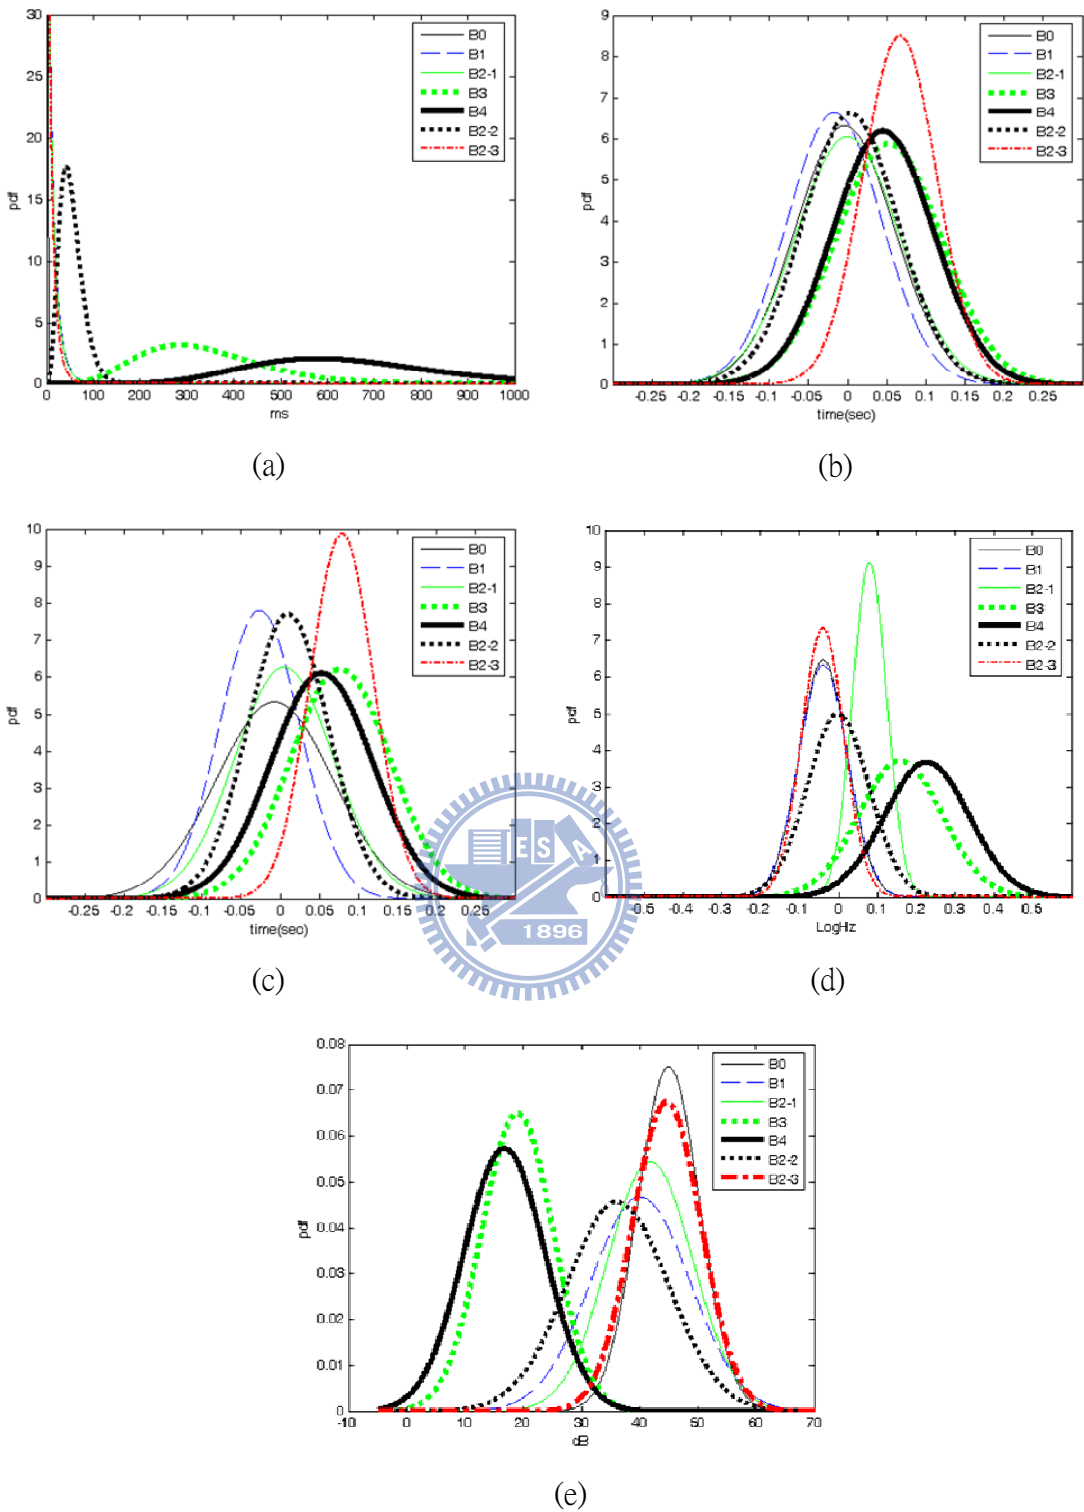 30
25
20
15
10
5
0
pdf
0 100 200 300 400 500 600 700 800 900 1000
ms
B0
B1
B2-1
B3
B4
B2-2
B2-3
(a)
9
8
7
6
5
4
3
2
1
0
pdf
-0.25 -0.2 -0.15 -0.1 -0.05 0 0.05 0.1 0.15 0.2 0.25
time(sec)
B0
B1
B2-1
B3
B4
B2-2
B2-3
(b)
10
9
8
7
6
5
4
3
2
1
0
pdf
-0.25 -0.2 -0.15 -0.1 -0.05 0 0.05 0.1 0.15 0.2 0.25
time(sec)
B0
B1
B2-1
B3
B4
B2-2
B2-3
(c)
10
9
8
7
6
5
4
3
2
1
0
pdf
-0.5 -0.4 -0.3 -0.2 -0.1 0 0.1 0.2 0.3 0.4 0.5
LogHz
B0
B1
B2-1
B3
B4
B2-2
B2-3
(d)
ES A
1896
0.08
0.07
0.06
0.05
0.04
0.03
0.02
0.01
0
pdf
-10 0 10 20 30 40 50 60 70
dB
B0
B1
B2-1
B3
B4
B2-2
B2-3
(e)